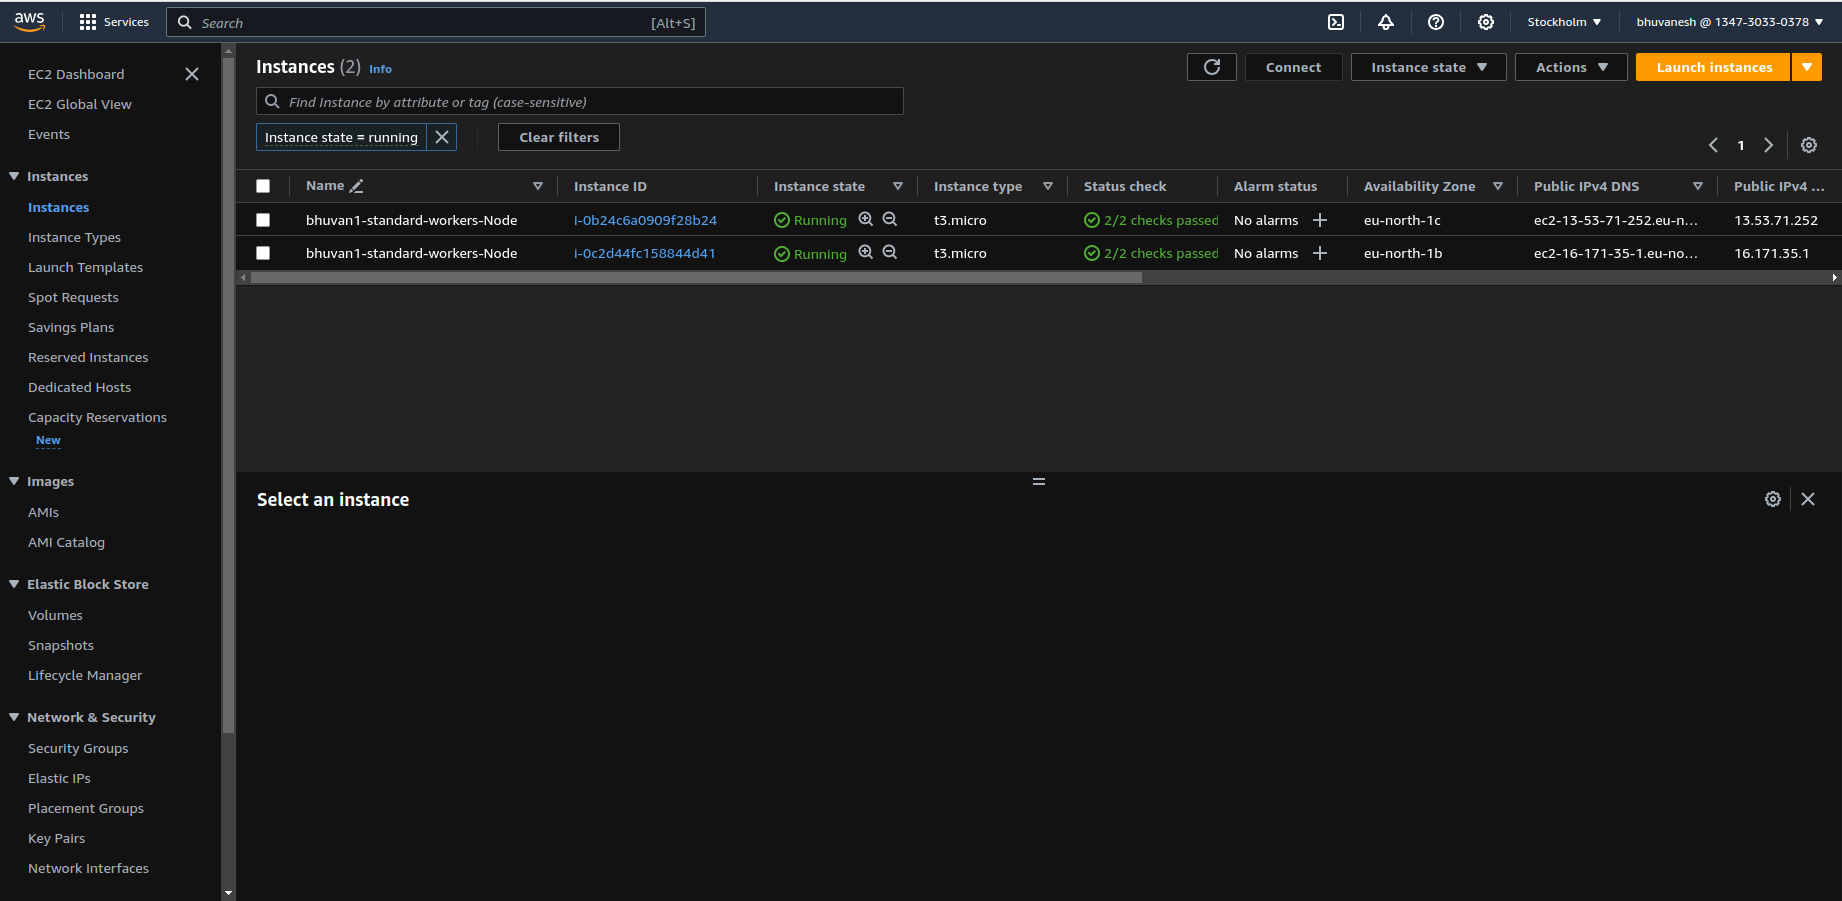 aws Services Search [Alt+S] Stockholm bhuvanesh @ 1347-3033-0378
EC2 Dashboard
EC2 Global View
Events
Instances
Instances
Instance Types
Launch Templates
Spot Requests
Savings Plans
Reserved Instances
Dedicated Hosts
Capacity Reservations
New
Images
AMIs
AMI Catalog
Elastic Block Store
Volumes
Snapshots
Lifecycle Manager
Network & Security
Security Groups
Elastic IPs
Placement Groups
Key Pairs
Network Interfaces
Instances (2) Info Connect Instance state Actions Launch instances
Find Instance by attribute or tag (case-sensitive)
Instance state = running Clear filters 1
Name Instance ID Instance state Instance type Status check Alarm status Availability Zone Public IPv4 DNS Public IPv4 ...
bhuvan1-standard-workers-Node i-0b24c6a0909f28b24 Running t3.micro 2/2 checks passed No alarms eu-north-1c ec2-13-53-71-252.eu-n... 13.53.71.252
bhuvan1-standard-workers-Node i-0c2d44fc158844d41 Running t3.micro 2/2 checks passed No alarms eu-north-1b ec2-16-171-35-1.eu-no... 16.171.35.1
Select an instance